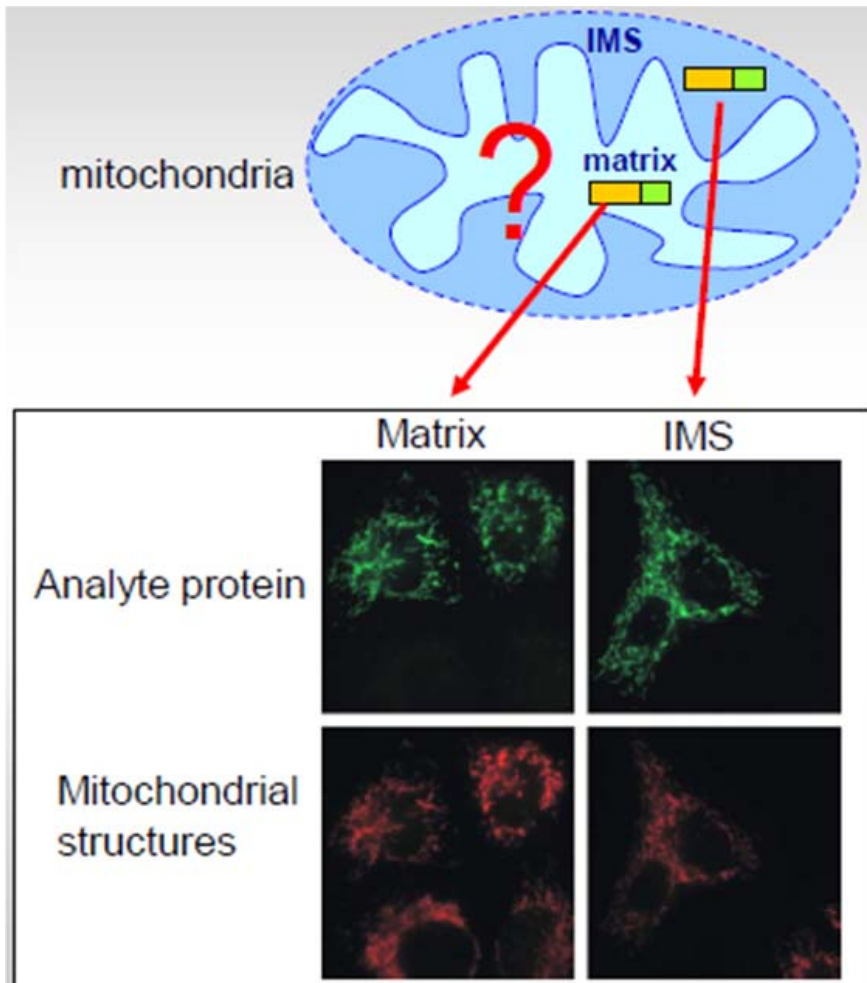 IMS
?
matrix
mitochondria
Matrix IMS
Analyte protein
Mitochondrial
structures